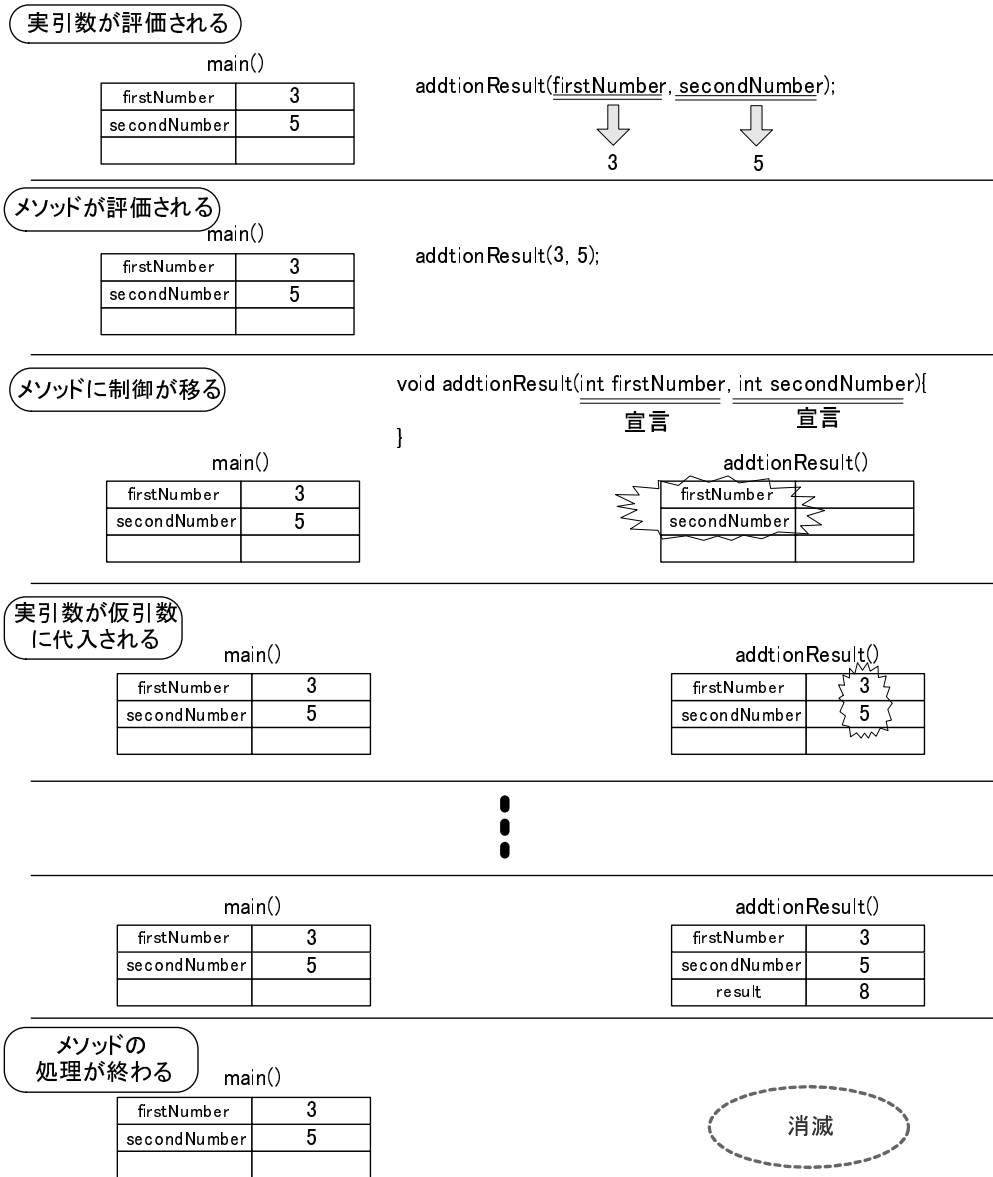 実引数が評価される
main()
firstNumber 3
secondNumber 5
addtionResult(firstNumber, secondNumber);
3 5
メソッドが評価される
main()
firstNumber 3
secondNumber 5
addtionResult(3, 5);
メソッドに制御が移る
void addtionResult(int firstNumber, int secondNumber){
宣言 宣言
}
main()
firstNumber 3
secondNumber 5
addtionResult()
firstNumber
secondNumber
実引数が仮引数
に代入される
main()
firstNumber 3
secondNumber 5
addtionResult()
firstNumber 3
secondNumber 5
main()
firstNumber 3
secondNumber 5
addtionResult()
firstNumber 3
secondNumber 5
result 8
メソッドの
処理が終わる
main()
firstNumber 3
secondNumber 5
消滅